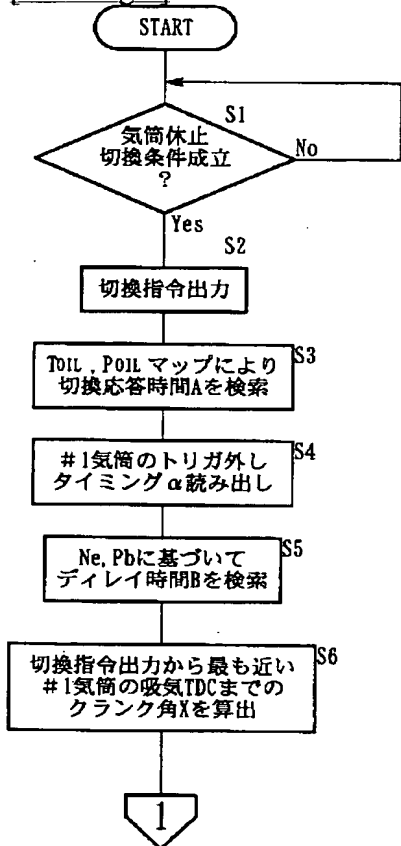 START
S1
気筒休止
切換条件成立
?
No
Yes
S2
切換指令出力
TOIL , POIL マップにより
切換応答時間Aを検索
S3
#1気筒のトリガ外し
タイミングα読み出し
S4
Ne,Pbに基づいて
ディレイ時間Bを検索
S5
切換指令出力から最も近い
#1気筒の吸気TDCまでの
クランク角Xを算出
S6
1